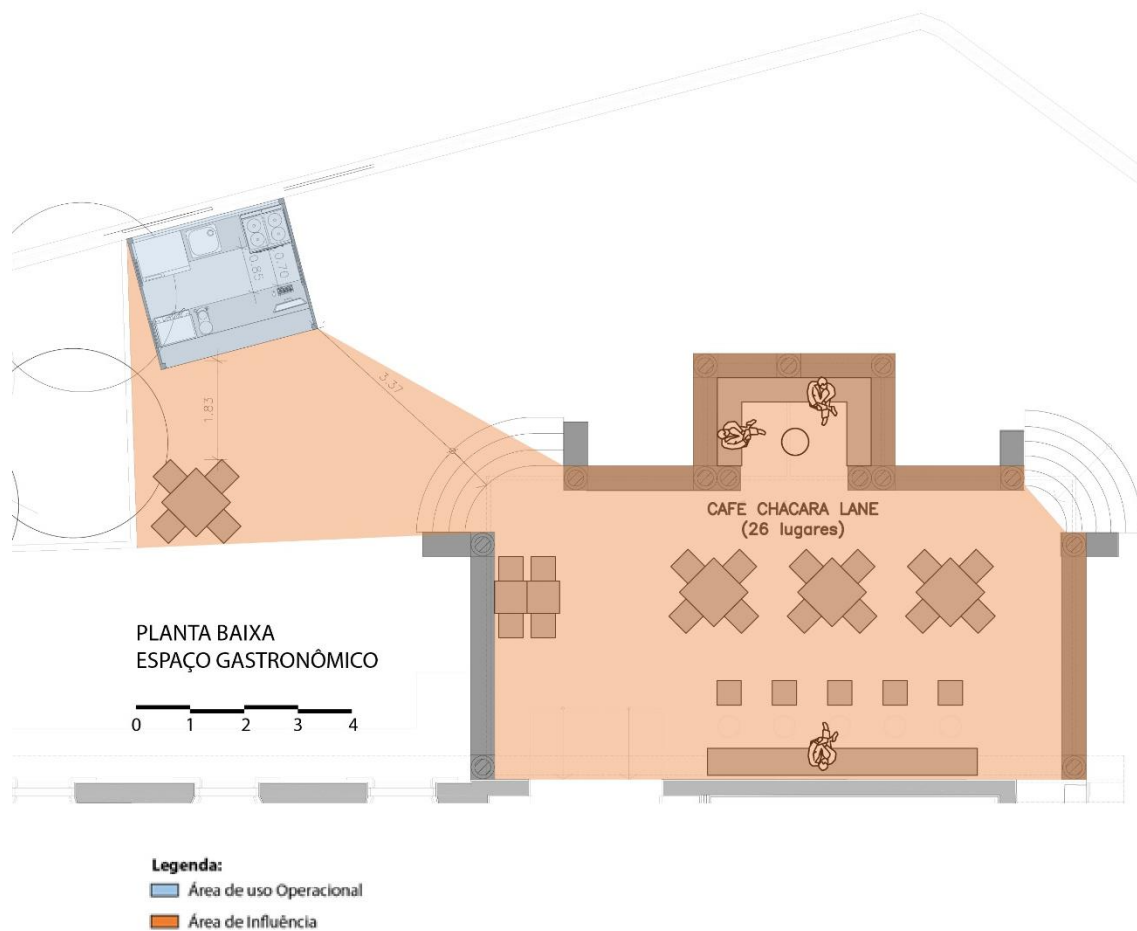 0.85
0.70
3.37
1.83
CAFE CHACARA LANE
(26 lugares)
PLANTA BAIXA
ESPAÇO GASTRONÔMICO
0 1 2 3 4
Legenda:
Área de uso Operacional
Área de Influência